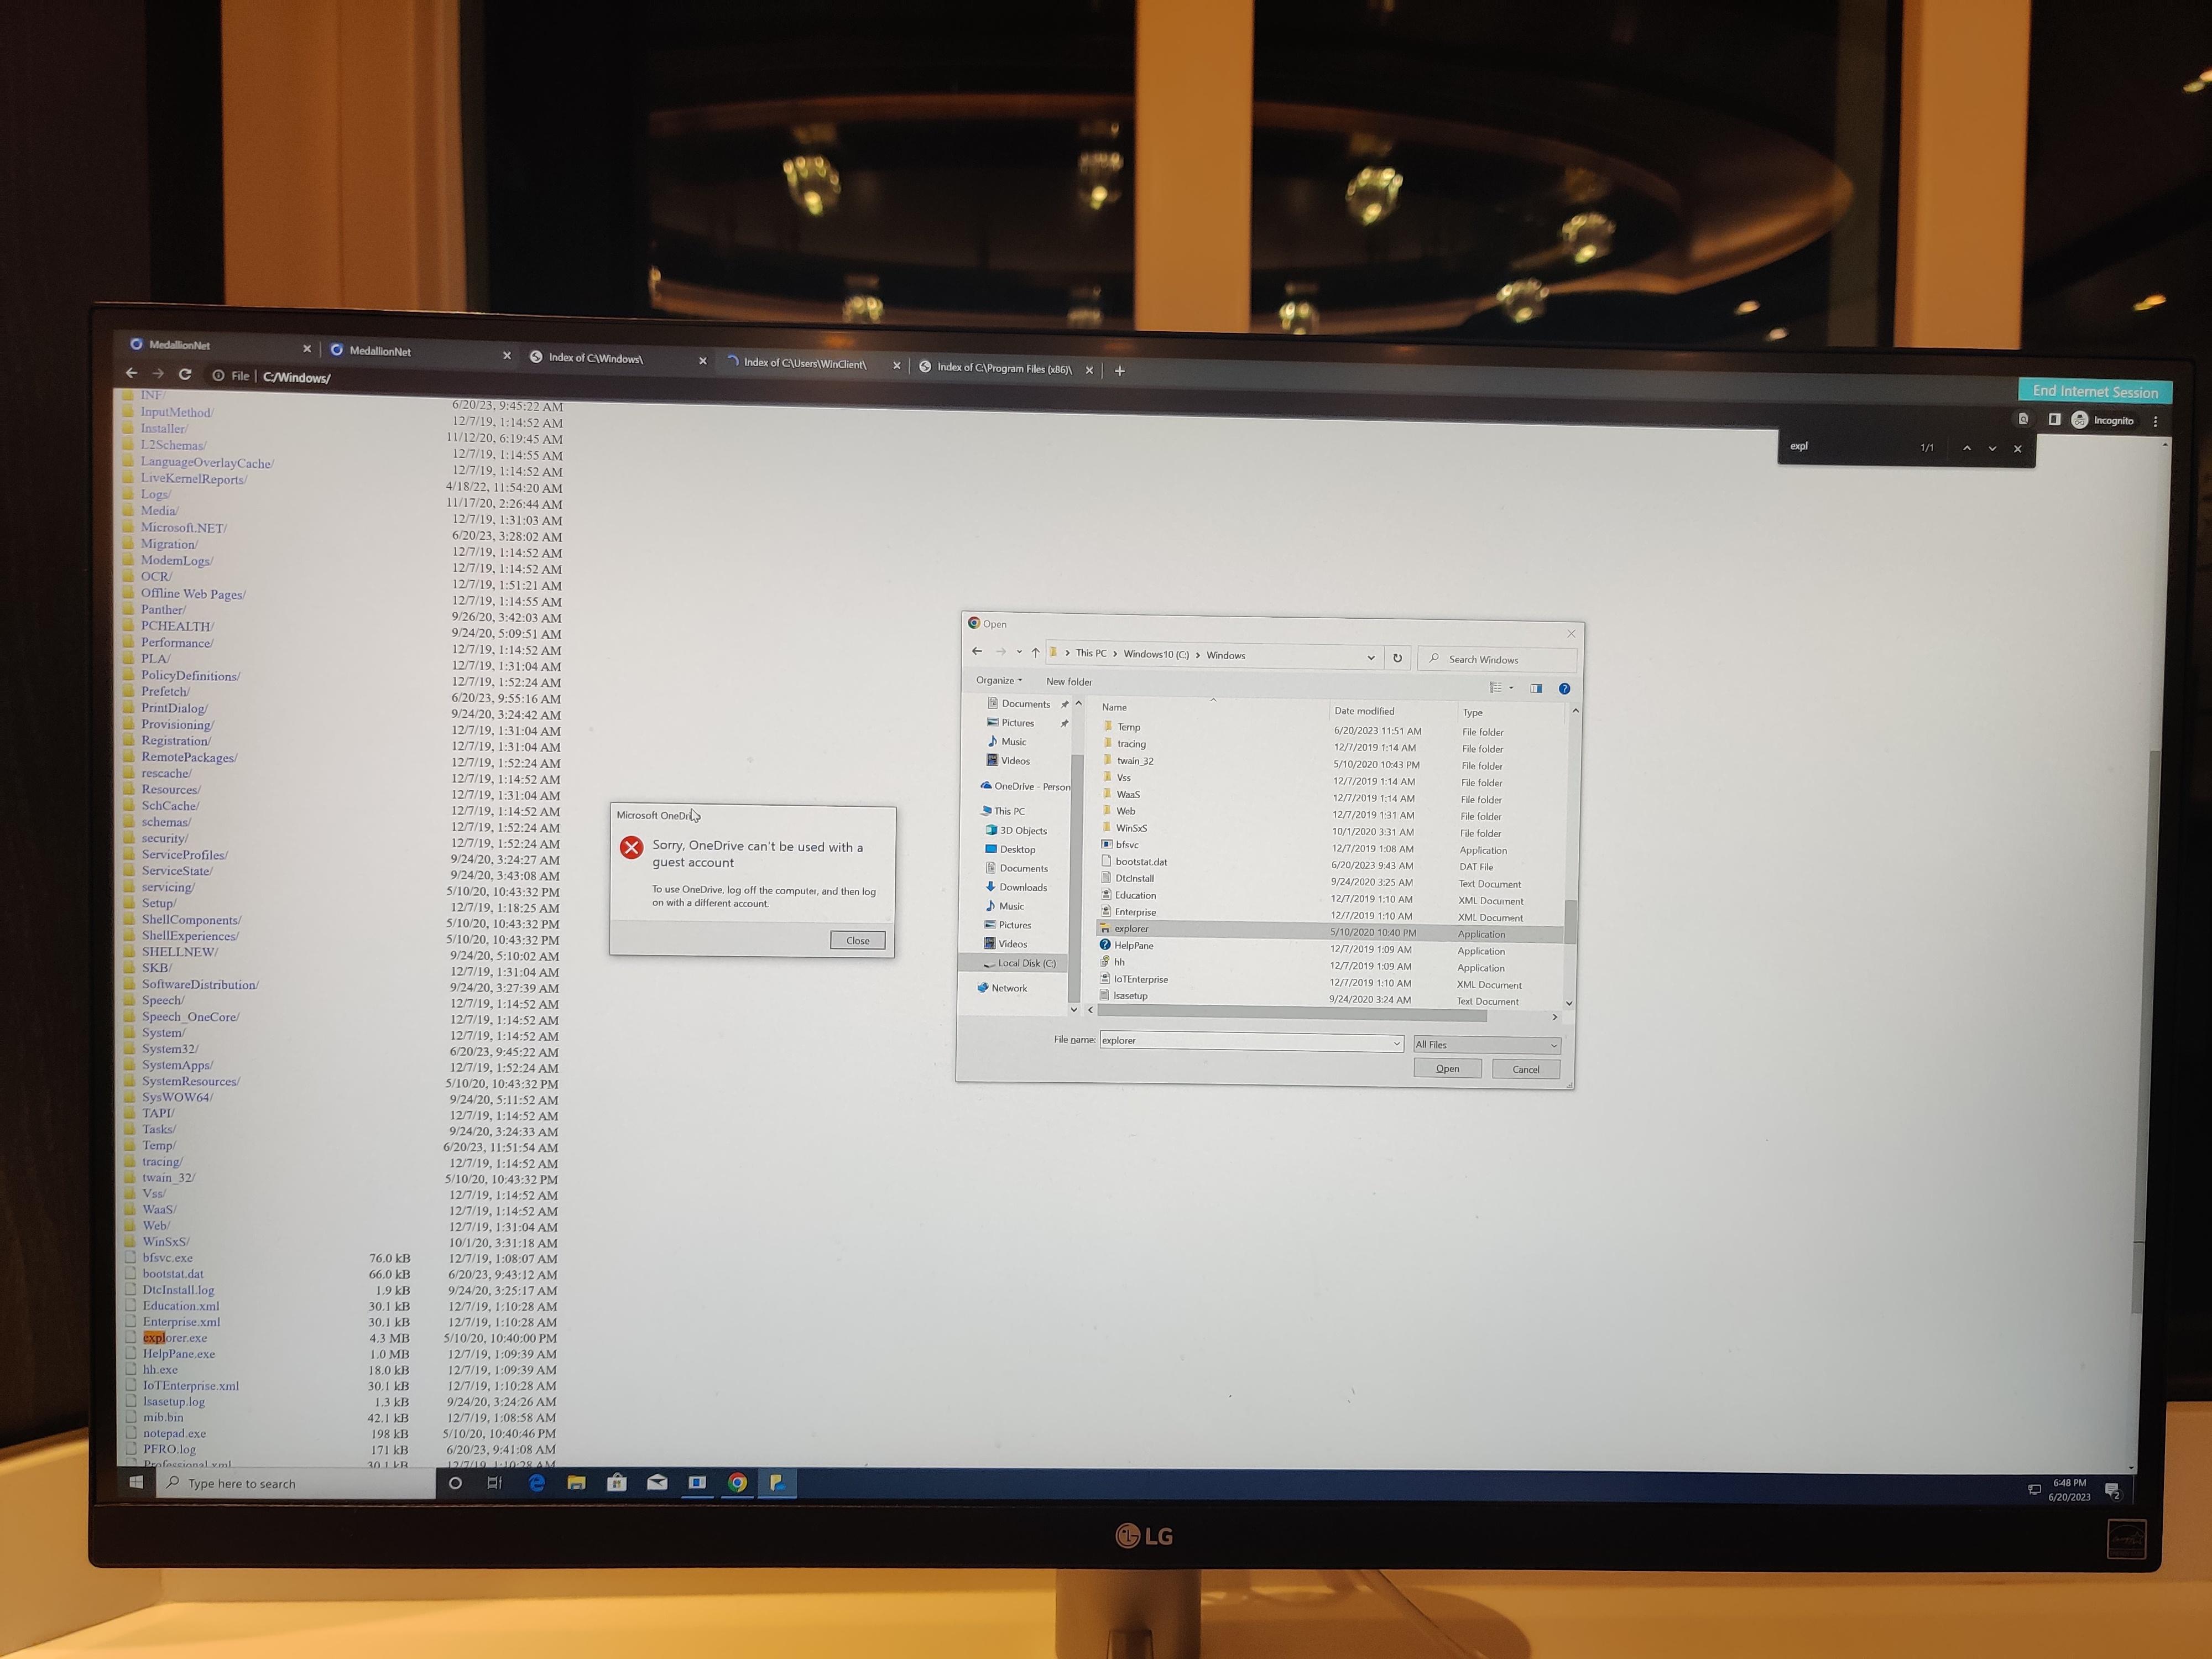 MedallionNet
MedallionNet
Index of C:\Windows\
Index of C:\Users\WinClient\
Index of C:\Program Files (x86)\
File | C:/Windows/
End Internet Session
Incognito
expl 1/1
INF/ 6/20/23, 9:45:22 AM
InputMethod/ 12/7/19, 1:14:52 AM
Installer/ 11/12/20, 6:19:45 AM
L2Schemas/ 12/7/19, 1:14:55 AM
LanguageOverlayCache/ 12/7/19, 1:14:52 AM
LiveKernelReports/ 4/18/22, 11:54:20 AM
Logs/ 11/17/20, 2:26:44 AM
Media/ 12/7/19, 1:31:03 AM
Microsoft.NET/ 6/20/23, 3:28:02 AM
Migration/ 12/7/19, 1:14:52 AM
ModemLogs/ 12/7/19, 1:14:52 AM
OCR/ 12/7/19, 1:51:21 AM
Offline Web Pages/ 12/7/19, 1:14:55 AM
Panther/ 9/26/20, 3:42:03 AM
PCHEALTH/ 9/24/20, 5:09:51 AM
Performance/ 12/7/19, 1:14:52 AM
PLA/ 12/7/19, 1:31:04 AM
PolicyDefinitions/ 12/7/19, 1:52:24 AM
Prefetch/ 6/20/23, 9:55:16 AM
PrintDialog/ 9/24/20, 3:24:42 AM
Provisioning/ 12/7/19, 1:31:04 AM
Registration/ 12/7/19, 1:31:04 AM
RemotePackages/ 12/7/19, 1:52:24 AM
rescache/ 12/7/19, 1:14:52 AM
Resources/ 12/7/19, 1:31:04 AM
SchCache/ 12/7/19, 1:14:52 AM
schemas/ 12/7/19, 1:52:24 AM
security/ 12/7/19, 1:52:24 AM
ServiceProfiles/ 9/24/20, 3:24:27 AM
ServiceState/ 9/24/20, 3:43:08 AM
servicing/ 5/10/20, 10:43:32 PM
Setup/ 12/7/19, 1:18:25 AM
ShellComponents/ 5/10/20, 10:43:32 PM
ShellExperiences/ 5/10/20, 10:43:32 PM
SHELLNEW/ 9/24/20, 5:10:02 AM
SKB/ 12/7/19, 1:31:04 AM
SoftwareDistribution/ 9/24/20, 3:27:39 AM
Speech/ 12/7/19, 1:14:52 AM
Speech_OneCore/ 12/7/19, 1:14:52 AM
System/ 12/7/19, 1:14:52 AM
System32/ 6/20/23, 9:45:22 AM
SystemApps/ 12/7/19, 1:52:24 AM
SystemResources/ 5/10/20, 10:43:32 PM
SysWOW64/ 9/24/20, 5:11:52 AM
TAPI/ 12/7/19, 1:14:52 AM
Tasks/ 9/24/20, 3:24:33 AM
Temp/ 6/20/23, 11:51:54 AM
tracing/ 12/7/19, 1:14:52 AM
twain_32/ 5/10/20, 10:43:32 PM
Vss/ 12/7/19, 1:14:52 AM
WaaS/ 12/7/19, 1:14:52 AM
Web/ 12/7/19, 1:31:04 AM
WinSxS/ 10/1/20, 3:31:18 AM
bfsvc.exe 76.0 kB 12/7/19, 1:08:07 AM
bootstat.dat 66.0 kB 6/20/23, 9:43:12 AM
DtcInstall.log 1.9 kB 9/24/20, 3:25:17 AM
Education.xml 30.1 kB 12/7/19, 1:10:28 AM
Enterprise.xml 30.1 kB 12/7/19, 1:10:28 AM
explorer.exe 4.3 MB 5/10/20, 10:40:00 PM
HelpPane.exe 1.0 MB 12/7/19, 1:09:39 AM
hh.exe 18.0 kB 12/7/19, 1:09:39 AM
IoTEnterprise.xml 30.1 kB 12/7/19, 1:10:28 AM
lsasetup.log 1.3 kB 9/24/20, 3:24:26 AM
mib.bin 42.1 kB 12/7/19, 1:08:58 AM
notepad.exe 198 kB 5/10/20, 10:40:46 PM
PFRO.log 171 kB 6/20/23, 9:41:08 AM
Professional.xml 30.1 kB 12/7/19, 1:10:28 AM
Microsoft OneDriv
Sorry, OneDrive can't be used with a
guest account
To use OneDrive, log off the computer, and then log
on with a different account.
Close
Open
This PC > Windows10 (C:) > Windows
Search Windows
Organize
New folder
Documents
Pictures
Music
Videos
OneDrive - Person
This PC
3D Objects
Desktop
Documents
Downloads
Music
Pictures
Videos
Local Disk (C:)
Network
Name Date modified Type
Temp 6/20/2023 11:51 AM File folder
tracing 12/7/2019 1:14 AM File folder
twain_32 5/10/2020 10:43 PM File folder
Vss 12/7/2019 1:14 AM File folder
WaaS 12/7/2019 1:14 AM File folder
Web 12/7/2019 1:31 AM File folder
WinSxS 10/1/2020 3:31 AM File folder
bfsvc 12/7/2019 1:08 AM Application
bootstat.dat 6/20/2023 9:43 AM DAT File
DtcInstall 9/24/2020 3:25 AM Text Document
Education 12/7/2019 1:10 AM XML Document
Enterprise 12/7/2019 1:10 AM XML Document
explorer 5/10/2020 10:40 PM Application
HelpPane 12/7/2019 1:09 AM Application
hh 12/7/2019 1:09 AM Application
IoTEnterprise 12/7/2019 1:10 AM XML Document
lsasetup 9/24/2020 3:24 AM Text Document
File name: explorer
All Files
Open
Cancel
Type here to search
6:48 PM
6/20/2023
2
LG